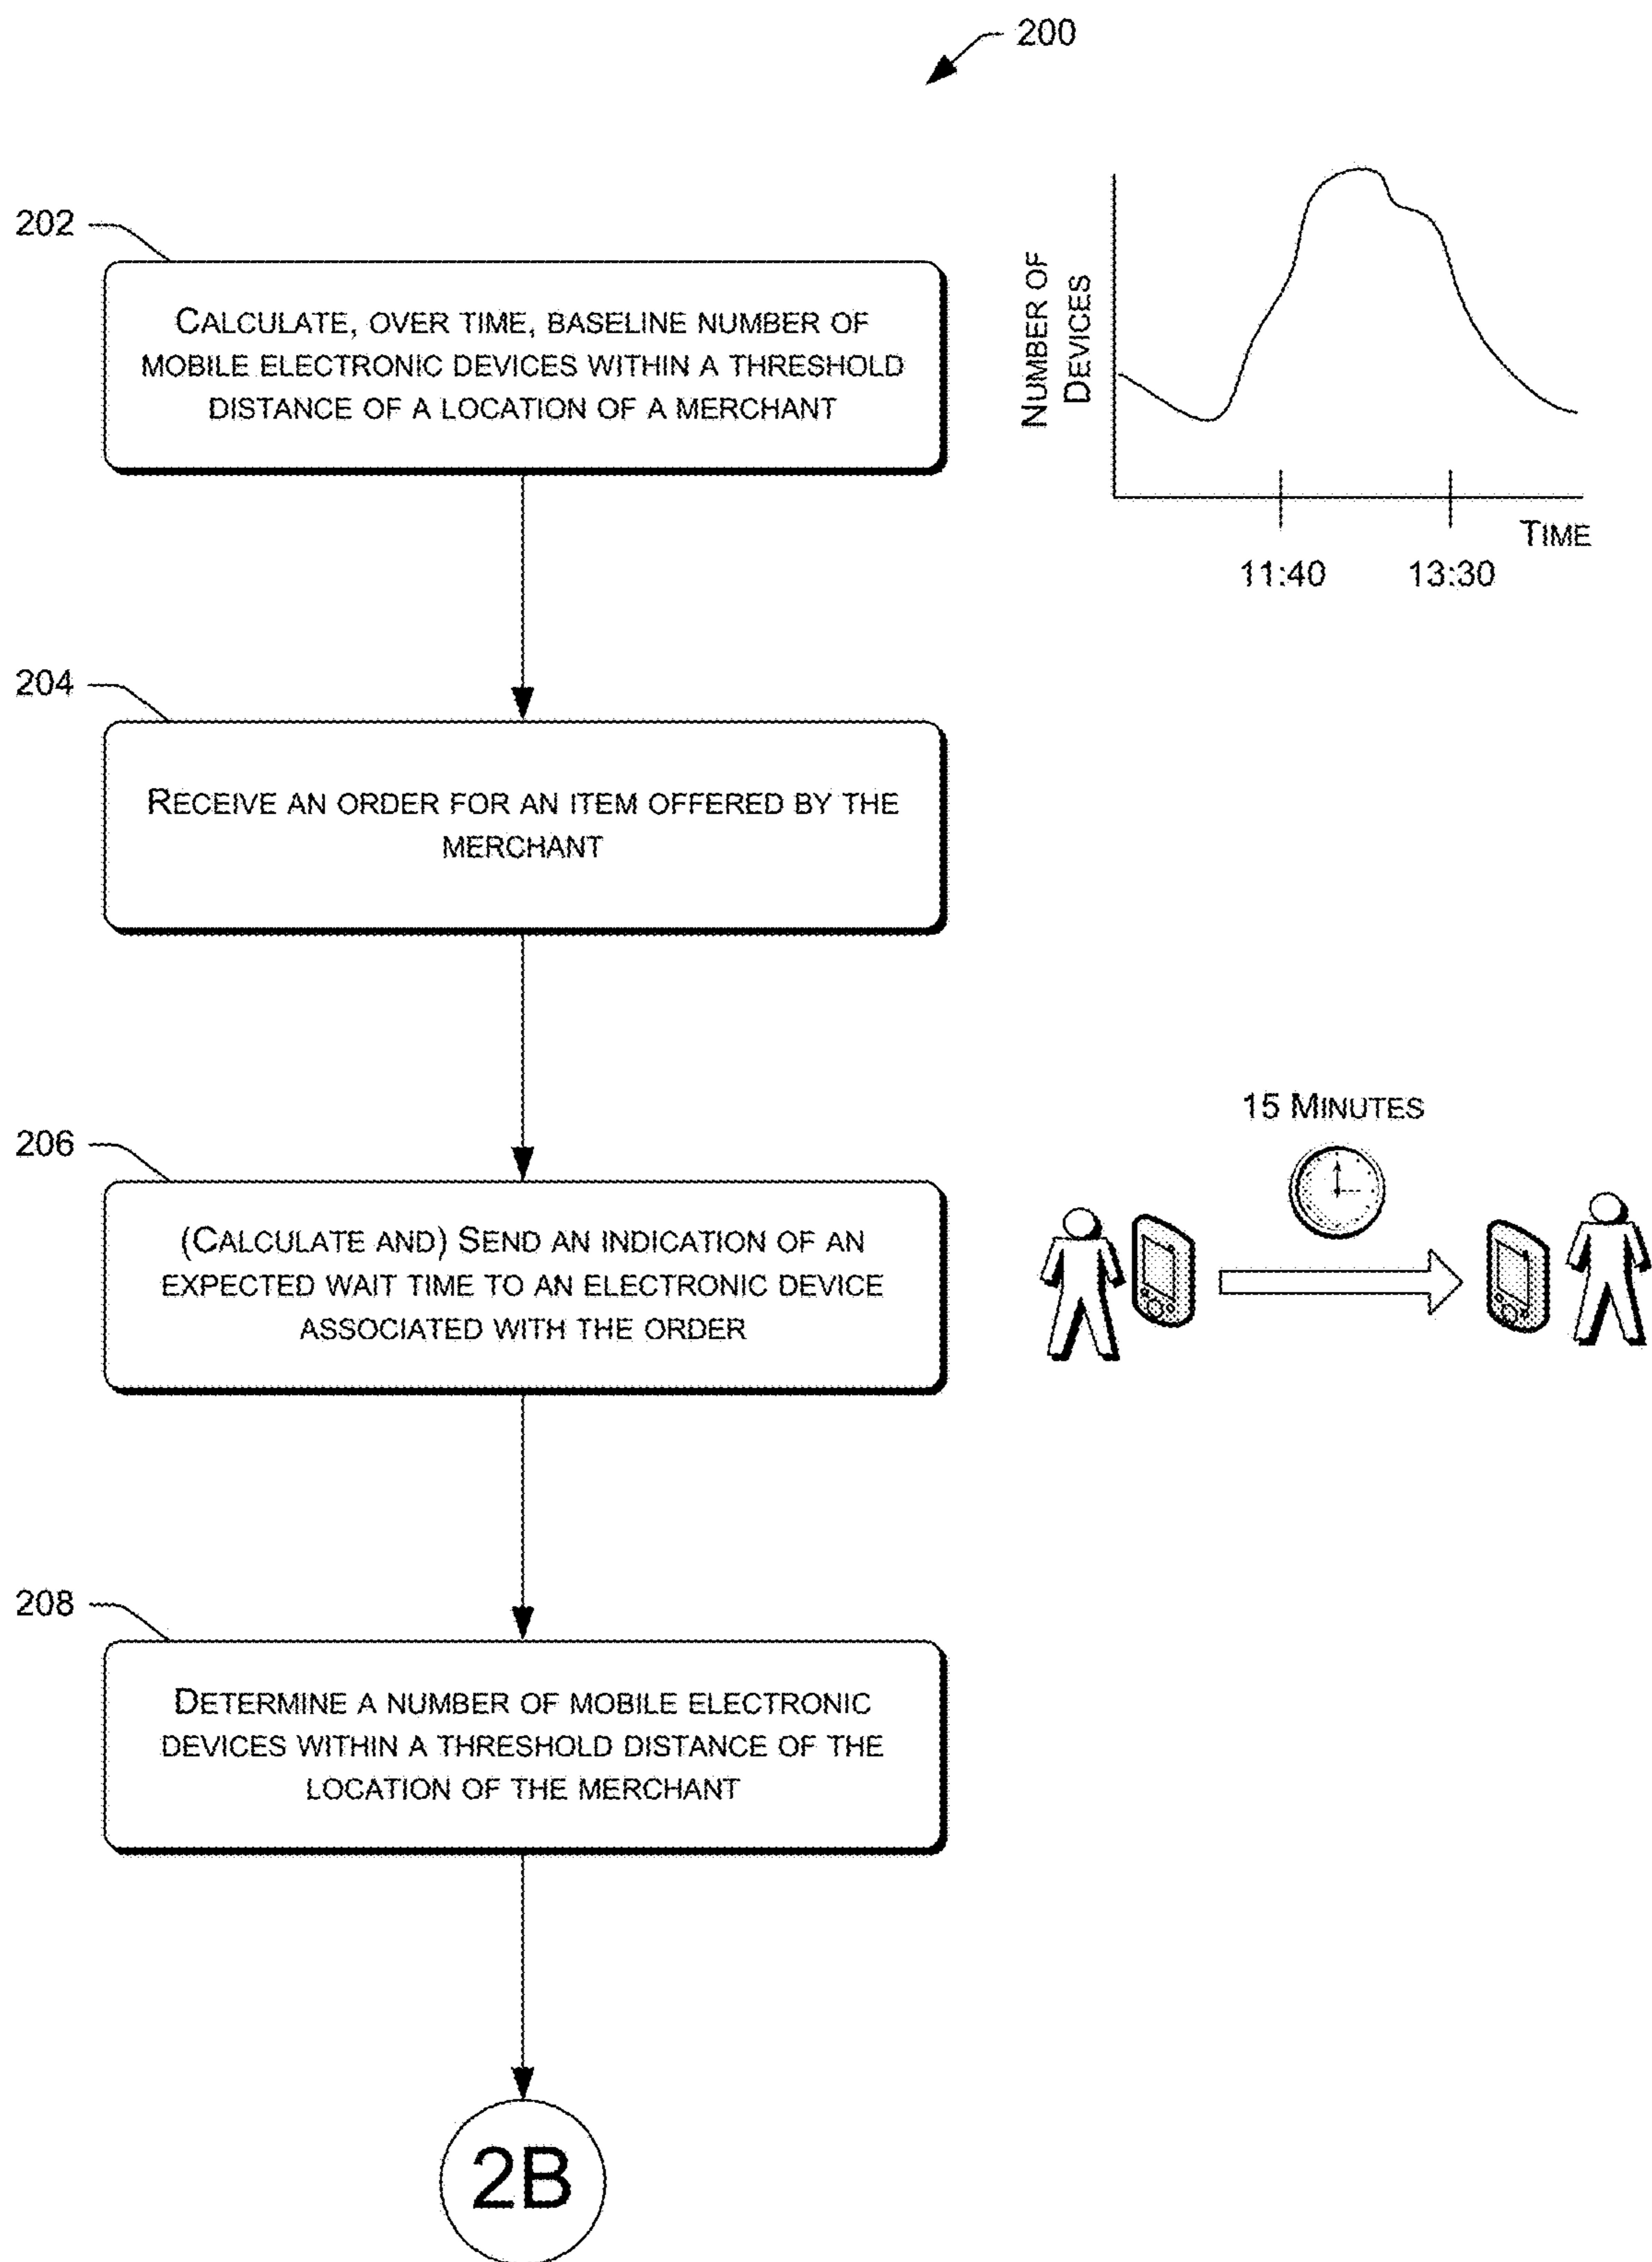 200
202
CALCULATE, OVER TIME, BASELINE NUMBER OF
MOBILE ELECTRONIC DEVICES WITHIN A THRESHOLD
DISTANCE OF A LOCATION OF A MERCHANT
NUMBER OF
DEVICES
TIME
11:40
13:30
204
RECEIVE AN ORDER FOR AN ITEM OFFERED BY THE
MERCHANT
206
(CALCULATE AND) SEND AN INDICATION OF AN
EXPECTED WAIT TIME TO AN ELECTRONIC DEVICE
ASSOCIATED WITH THE ORDER
15 MINUTES
208
DETERMINE A NUMBER OF MOBILE ELECTRONIC
DEVICES WITHIN A THRESHOLD DISTANCE OF THE
LOCATION OF THE MERCHANT
2B